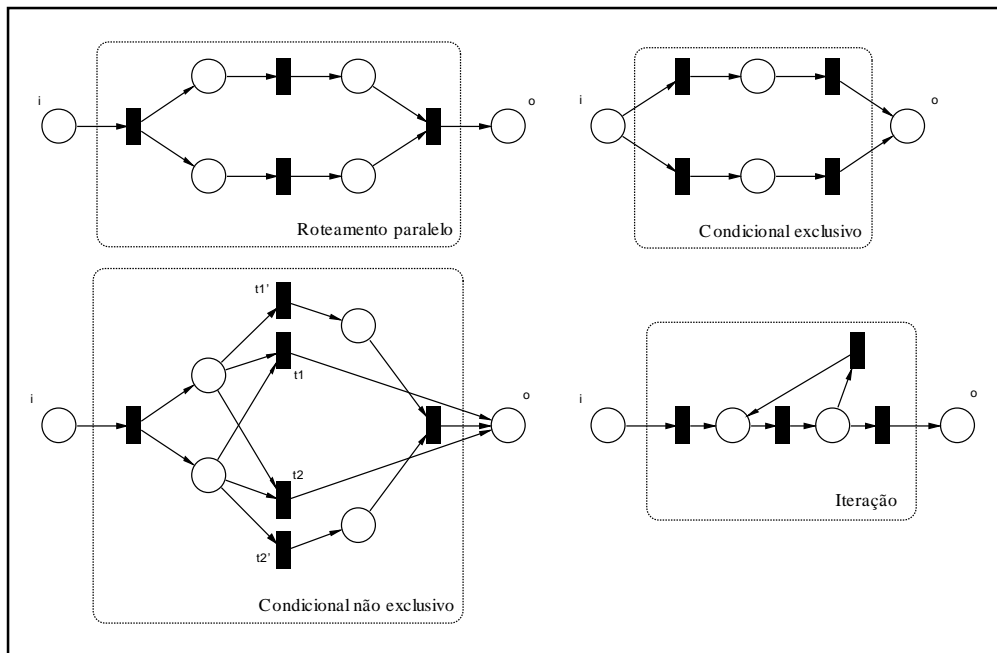 i
o
Roteamento paralelo
i
o
Condicional exclusivo
t1'
t1
i
o
t2
t2'
Condicional não exclusivo
i
o
Iteração